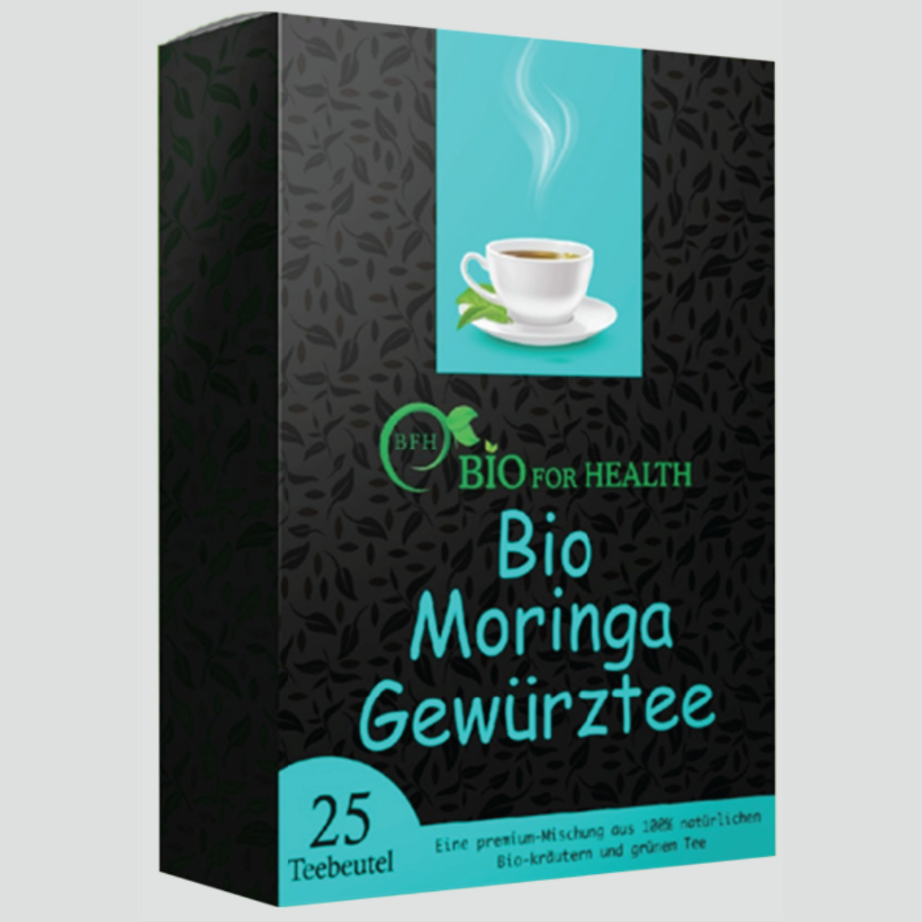 BFH
BIO FOR HEALTH
Bio
Moringa
Gewürztee
25
Teebeutel
Eine premium-Mischung aus 100% natürlichen
Bio-kräutern und grünem Tee